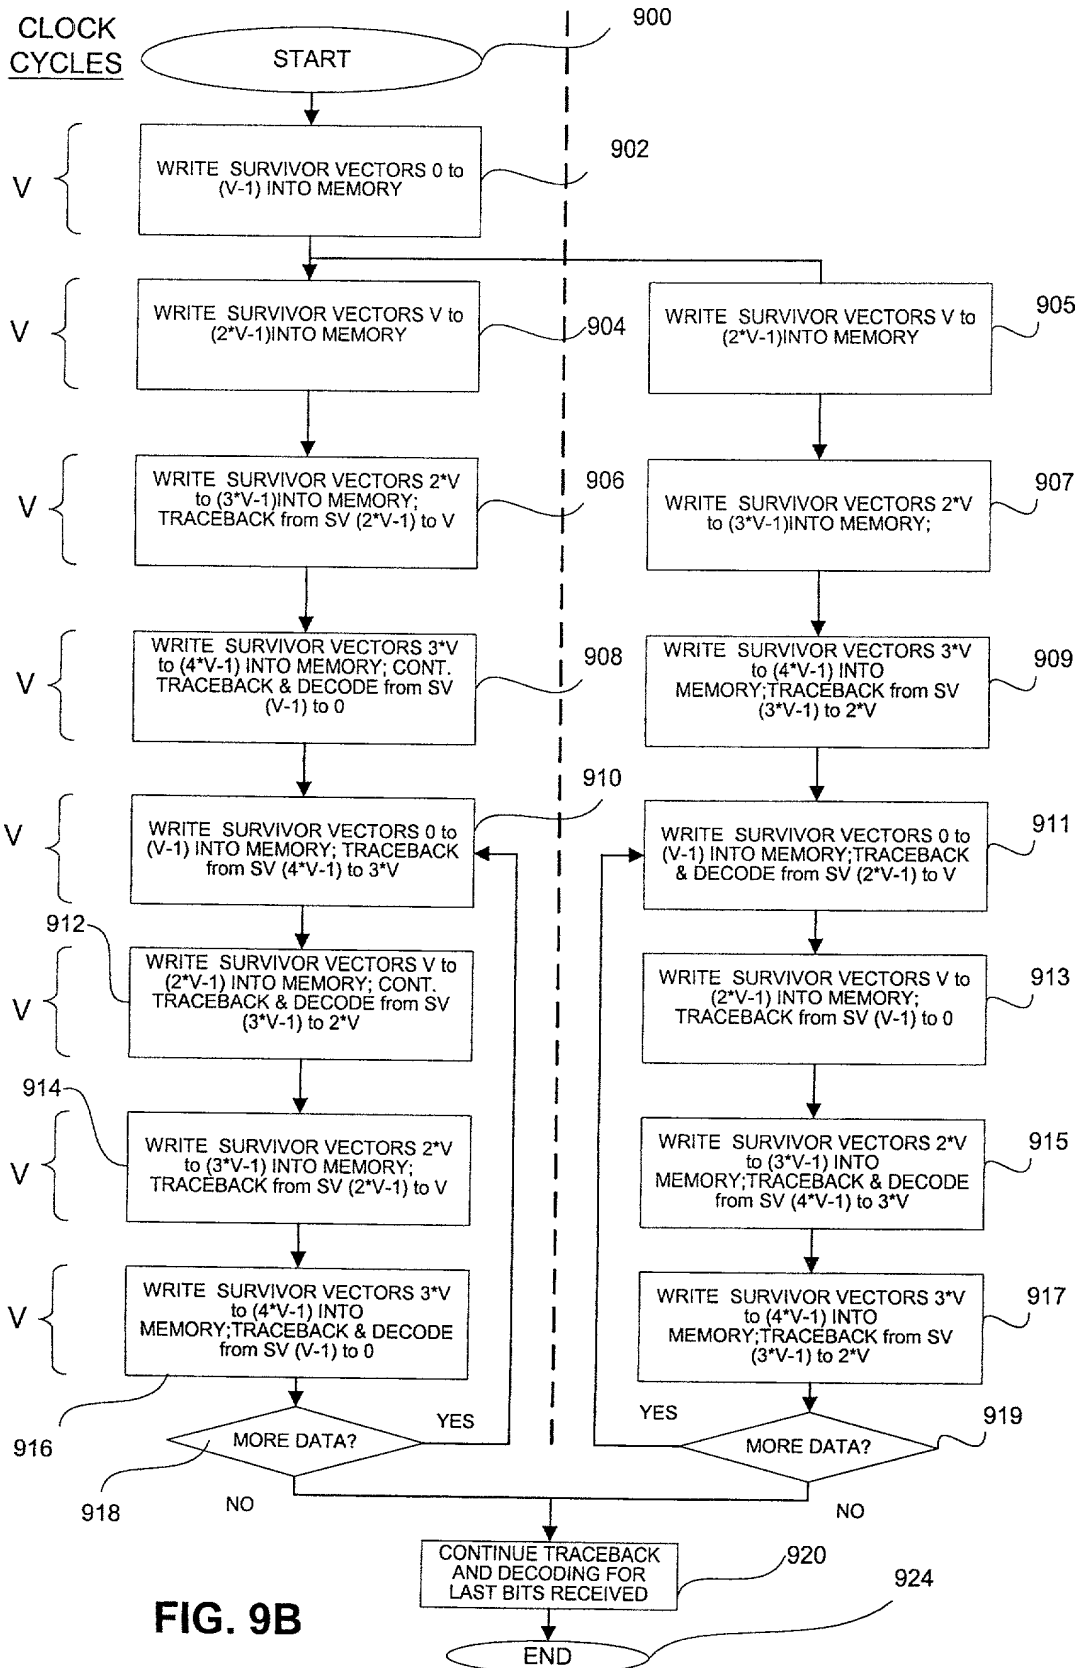 CLOCK
CYCLES
START
900
V
WRITE SURVIVOR VECTORS 0 to
(V-1) INTO MEMORY
902
V
WRITE SURVIVOR VECTORS V to
(2*V-1)INTO MEMORY
904
WRITE SURVIVOR VECTORS V to
(2*V-1)INTO MEMORY
905
V
WRITE SURVIVOR VECTORS 2*V
to (3*V-1)INTO MEMORY;
TRACEBACK from SV (2*V-1) to V
906
WRITE SURVIVOR VECTORS 2*V
to (3*V-1)INTO MEMORY;
907
V
WRITE SURVIVOR VECTORS 3*V
to (4*V-1) INTO MEMORY; CONT.
TRACEBACK & DECODE from SV
(V-1) to 0
908
WRITE SURVIVOR VECTORS 3*V
to (4*V-1) INTO
MEMORY;TRACEBACK from SV
(3*V-1) to 2*V
909
V
WRITE SURVIVOR VECTORS 0 to
(V-1) INTO MEMORY; TRACEBACK
from SV (4*V-1) to 3*V
910
WRITE SURVIVOR VECTORS 0 to
(V-1) INTO MEMORY;TRACEBACK
& DECODE from SV (2*V-1) to V
911
912
V
WRITE SURVIVOR VECTORS V to
(2*V-1) INTO MEMORY; CONT.
TRACEBACK & DECODE from SV
(3*V-1) to 2*V
WRITE SURVIVOR VECTORS V to
(2*V-1) INTO MEMORY;
TRACEBACK from SV (V-1) to 0
913
914
V
WRITE SURVIVOR VECTORS 2*V
to (3*V-1) INTO MEMORY;
TRACEBACK from SV (2*V-1) to V
WRITE SURVIVOR VECTORS 2*V
to (3*V-1) INTO
MEMORY;TRACEBACK & DECODE
from SV (4*V-1) to 3*V
915
V
WRITE SURVIVOR VECTORS 3*V
to (4*V-1) INTO
MEMORY;TRACEBACK & DECODE
from SV (V-1) to 0
916
WRITE SURVIVOR VECTORS 3*V
to (4*V-1) INTO
MEMORY;TRACEBACK from SV
(3*V-1) to 2*V
917
MORE DATA?
YES
918
NO
YES
MORE DATA?
919
NO
CONTINUE TRACEBACK
AND DECODING FOR
LAST BITS RECEIVED
920
924
FIG. 9B
END